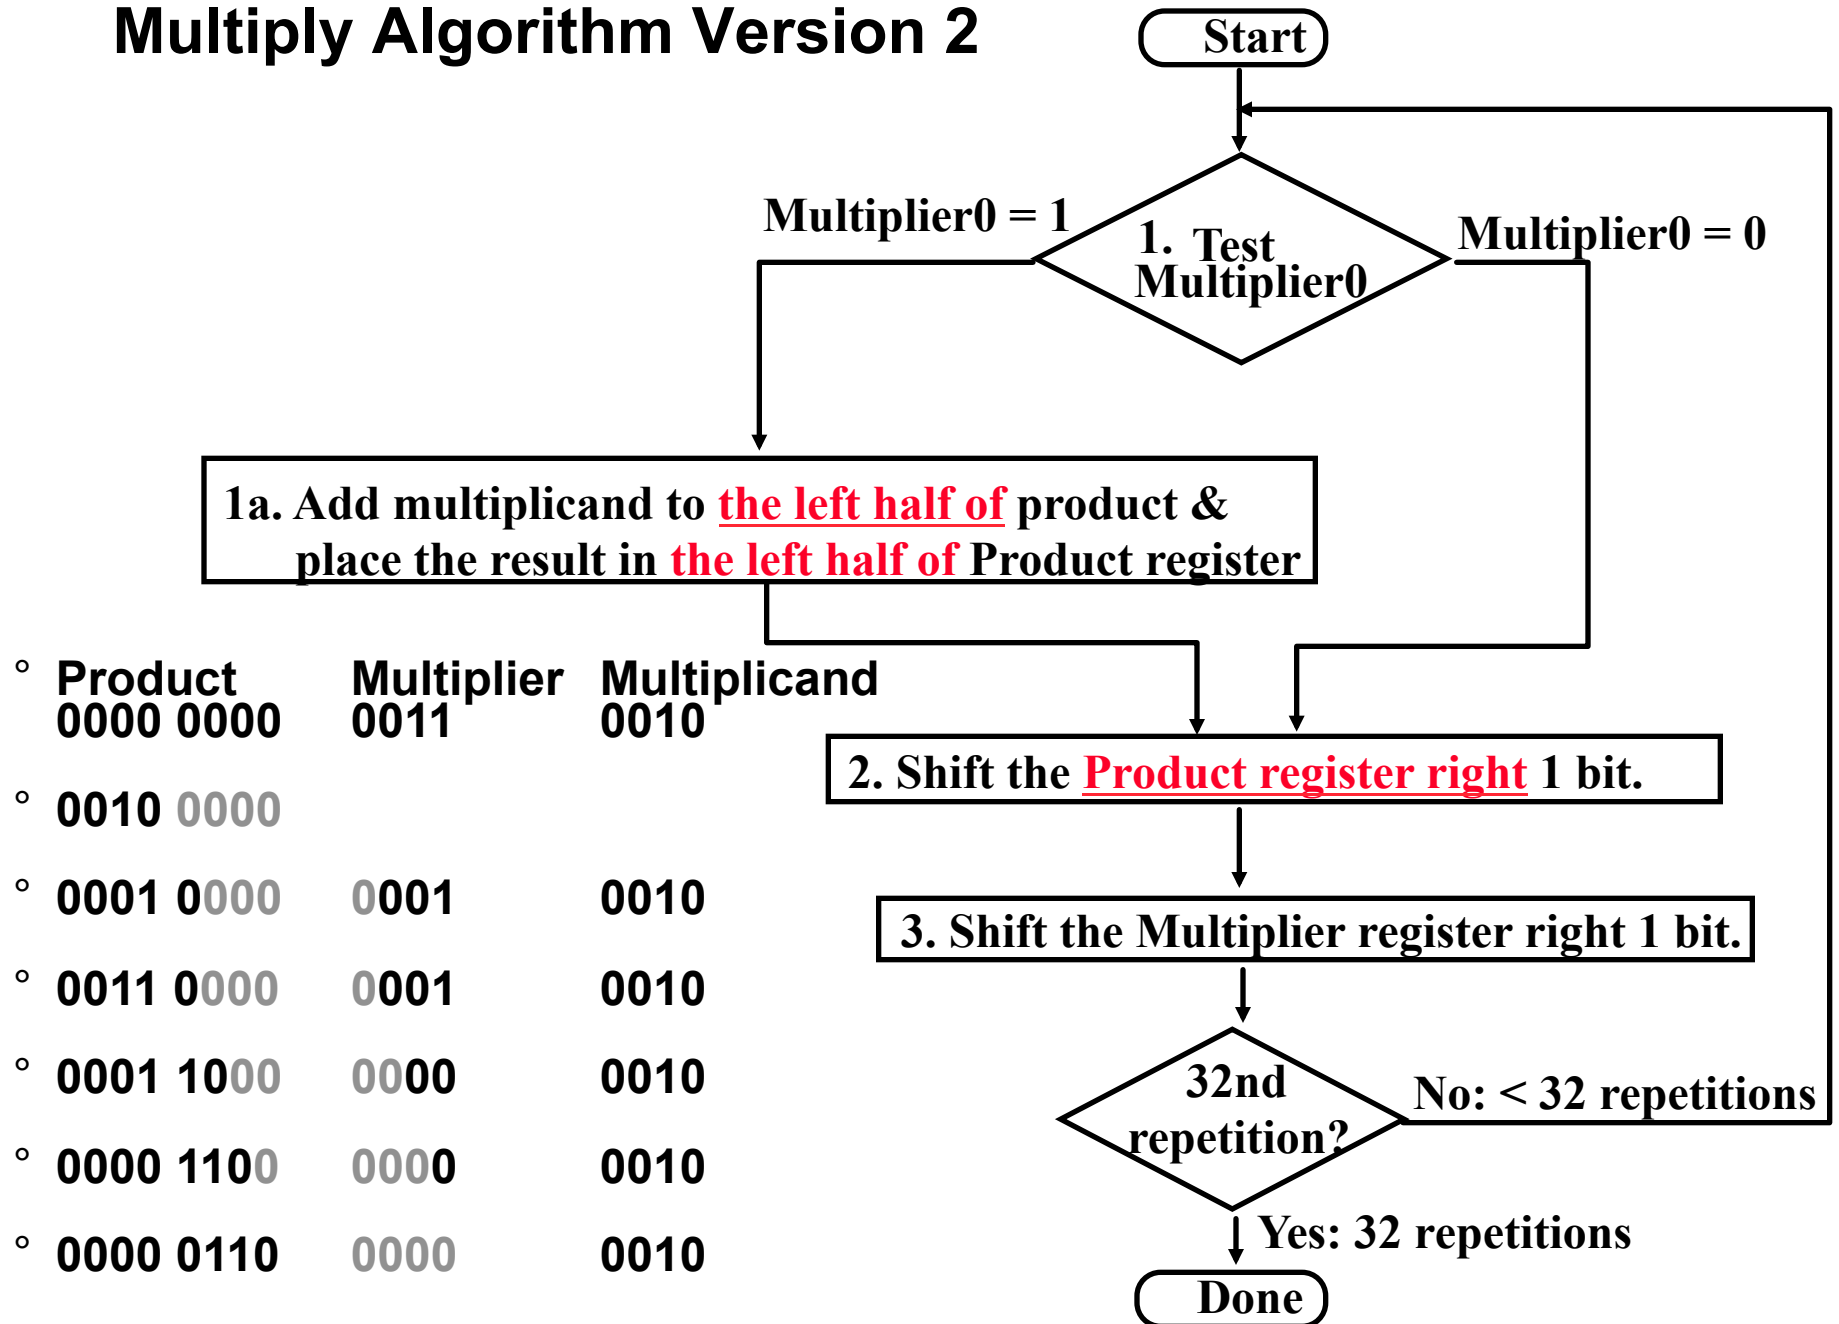 Multiply Algorithm Version 2
Start
Multiplier0 = 1
1. Test
Multiplier0
Multiplier0 = 0
1a. Add multiplicand to the left half of product &
place the result in the left half of Product register
° Product Multiplier Multiplicand
0000 0000 0011 0010
° 0010 0000
° 0001 0000 0001 0010
° 0011 0000 0001 0010
° 0001 1000 0000 0010
° 0000 1100 0000 0010
° 0000 0110 0000 0010
2. Shift the Product register right 1 bit.
3. Shift the Multiplier register right 1 bit.
32nd
repetition?
No: < 32 repetitions
Yes: 32 repetitions
Done